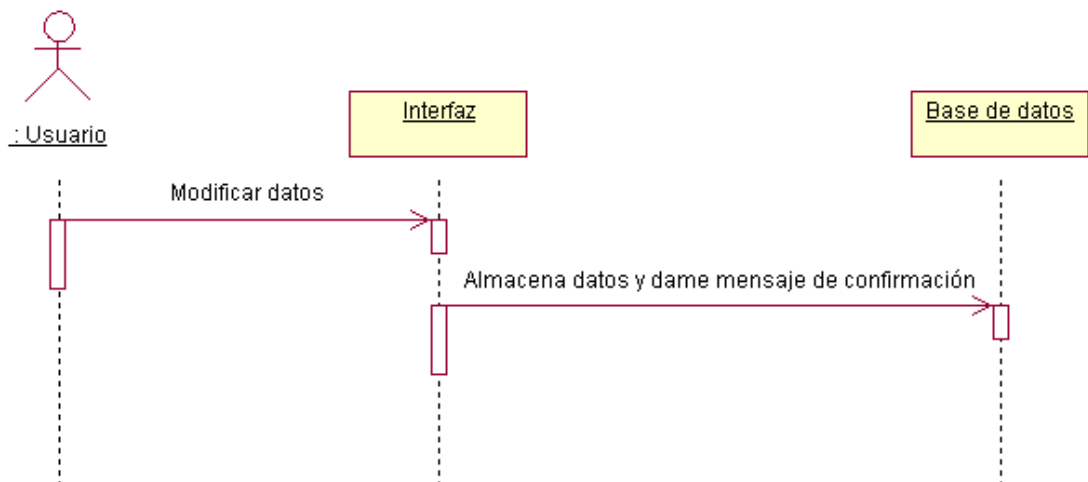 : Usuario
Interfaz
Base de datos
Modificar datos
Almacena datos y dame mensaje de confirmación